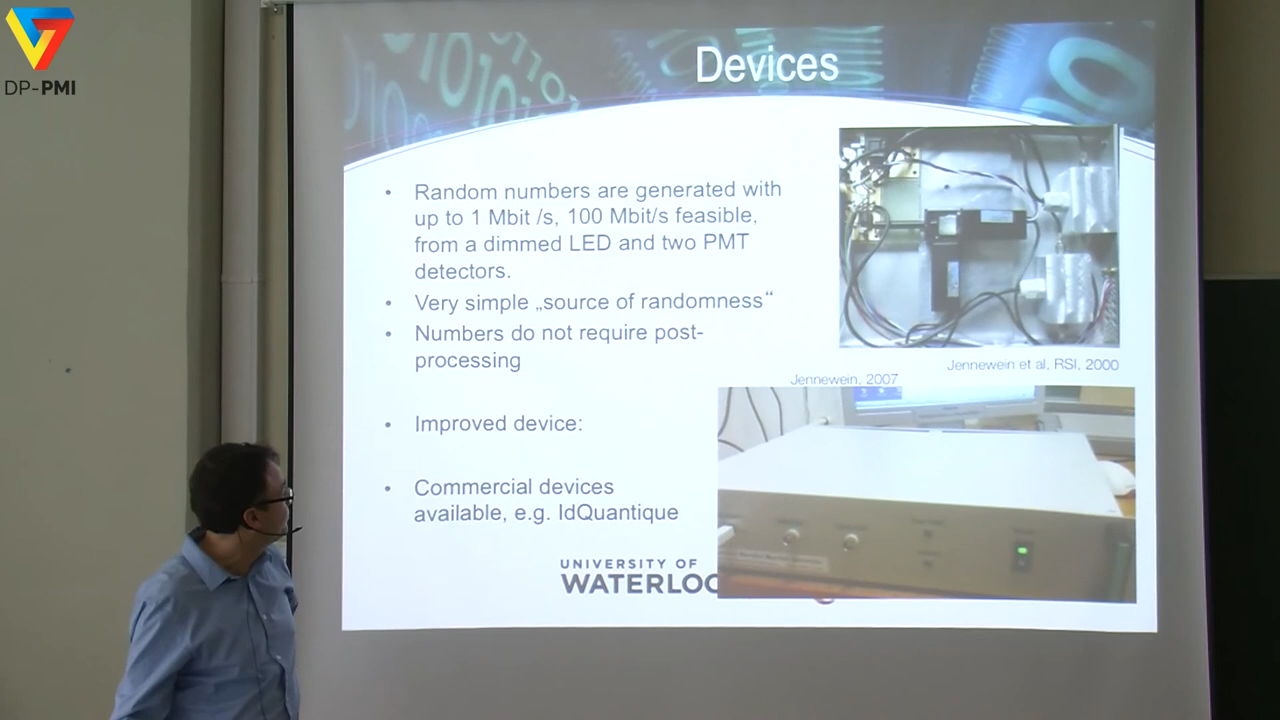 DP-PMI
Devices
• Random numbers are generated with
up to 1 Mbit /s, 100 Mbit/s feasible,
from a dimmed LED and two PMT
detectors.
• Very simple „source of randomness“
• Numbers do not require post-
processing
Jennewein et al, RSI, 2000
Jennewein, 2007
• Improved device:
• Commercial devices
available, e.g. IdQuantique
UNIVERSITY OF
WATERLOO